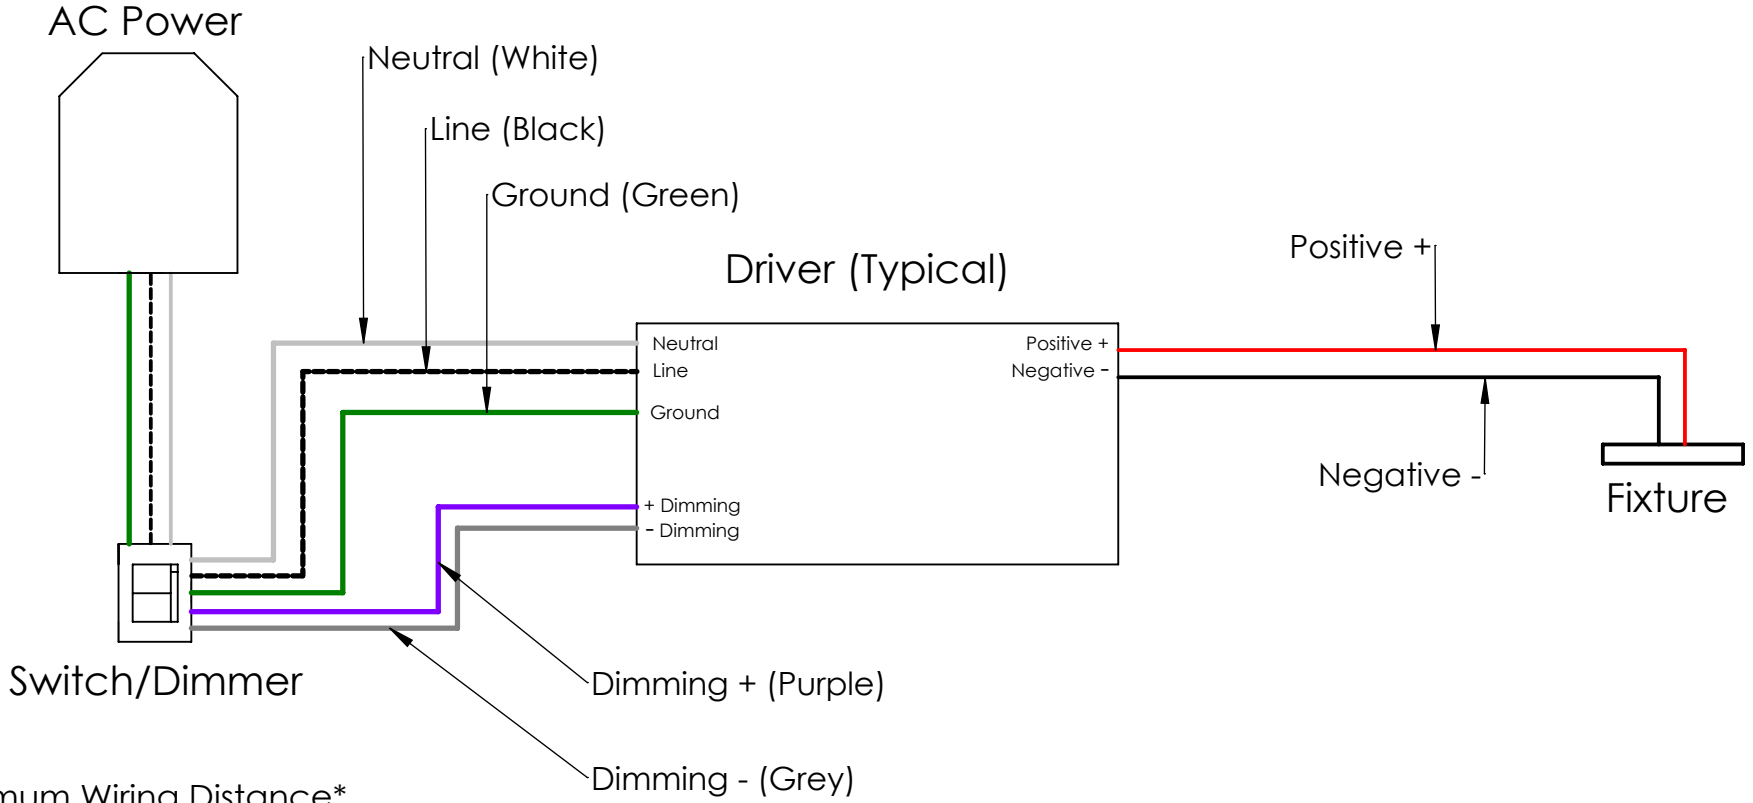 AC Power
Neutral (White)
Line (Black)
Ground (Green)
Driver (Typical)
Positive +
Neutral
Line
Ground
+ Dimming
- Dimming
Positive +
Negative -
Negative -
Fixture
Switch/Dimmer
Dimming + (Purple)
Dimming - (Grey)
Wiring Distance*